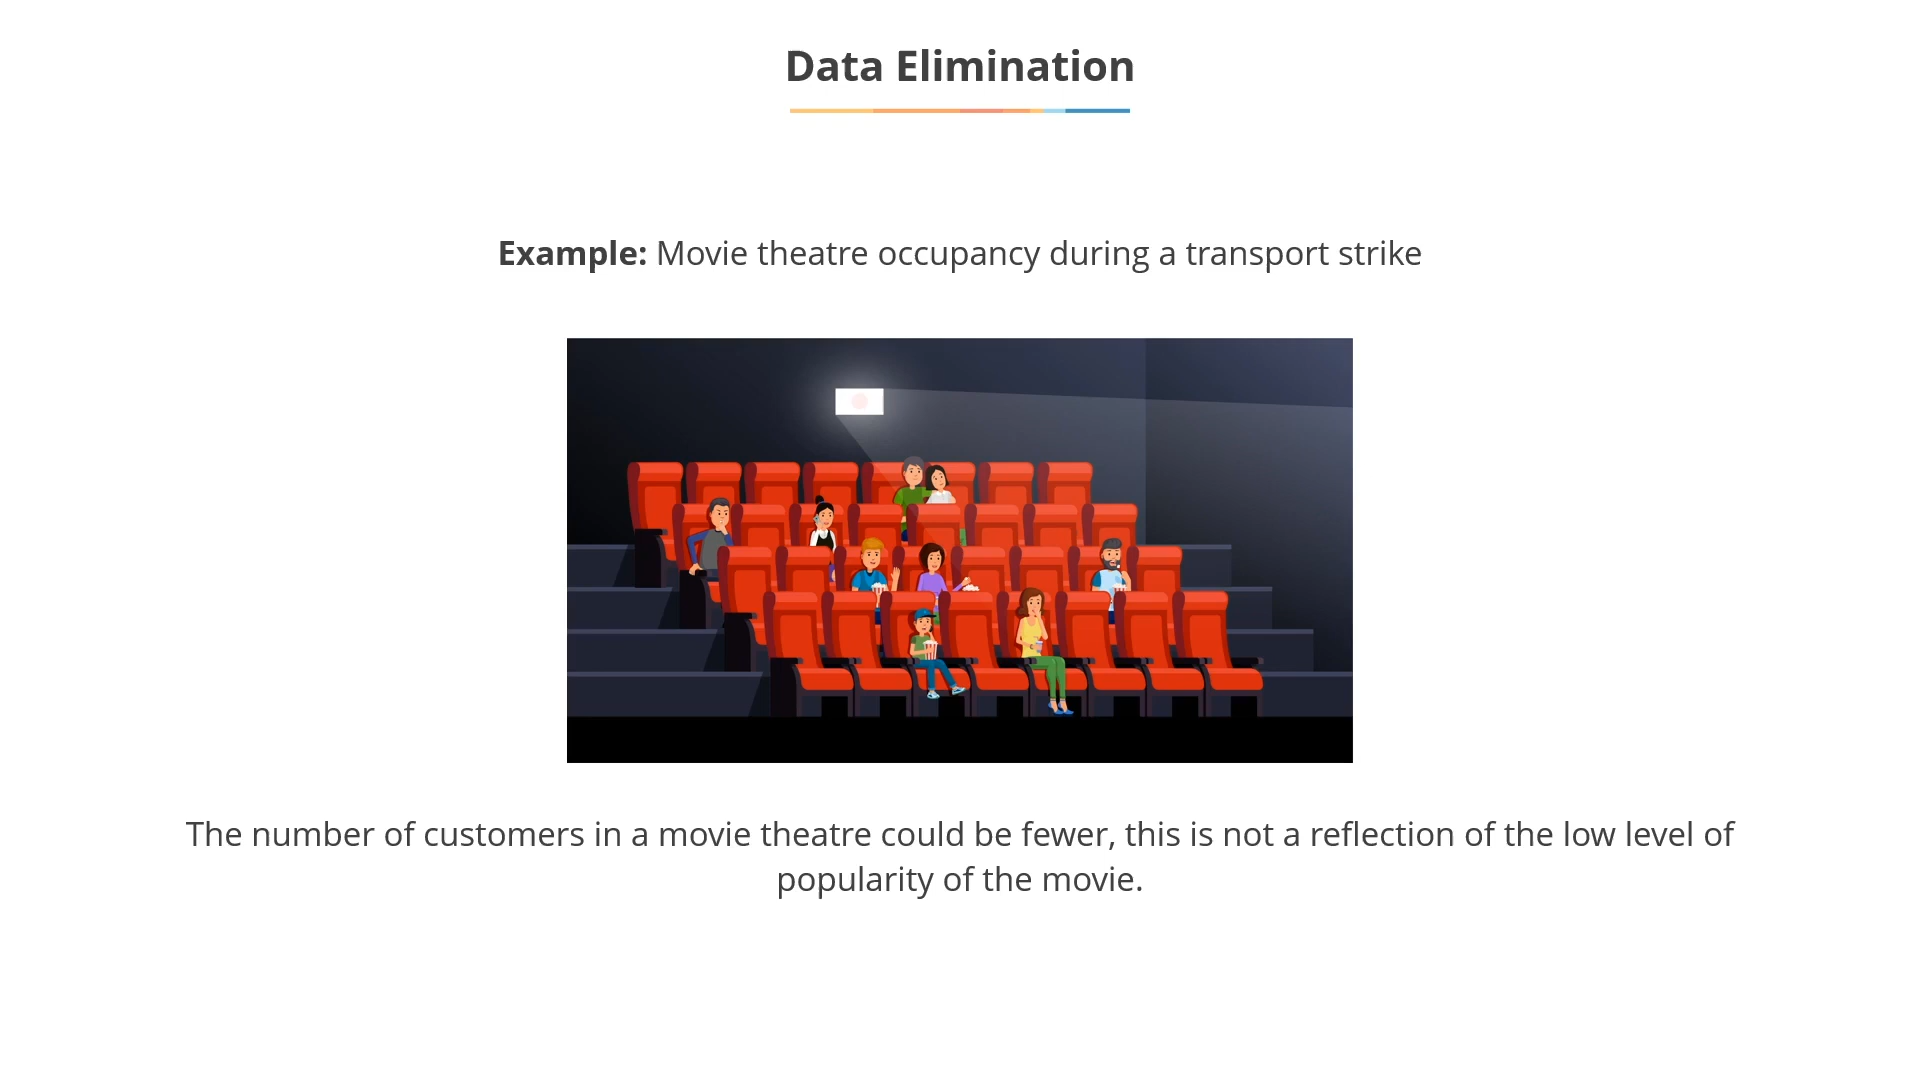 Data Elimination
Example: Movie theatre occupancy during a transport strike
The number of customers in a movie theatre could be fewer, this is not a reflection of the low level of
popularity of the movie.